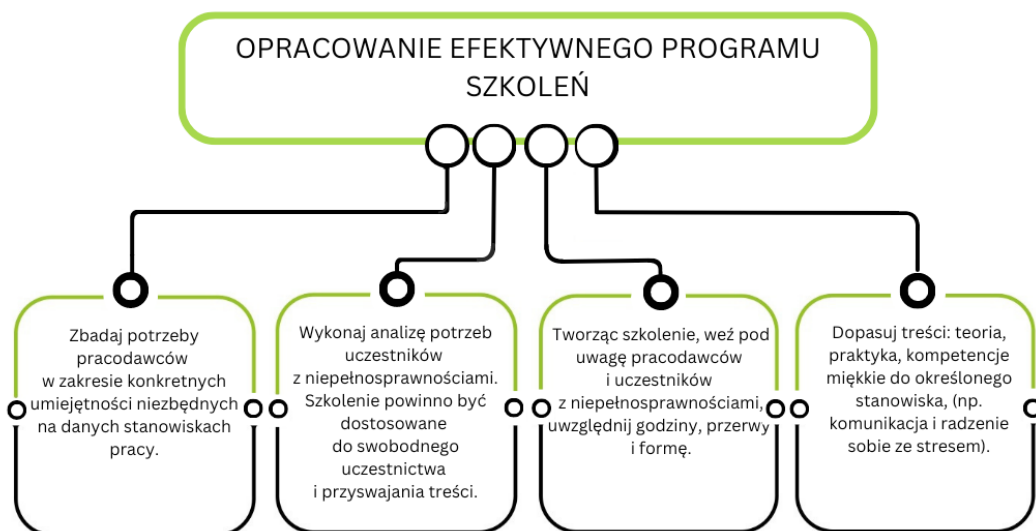 OPRACOWANIE EFEKTYWNEGO PROGRAMU
SZKOLEŃ
Zbadaj potrzeby
pracodawców
w zakresie konkretnych
umiejętności niezbędnych
na danych stanowiskach
pracy.
Wykonaj analizę potrzeb
uczestników
z niepełnosprawnościami.
Szkolenie powinno być
dostosowane
do swobodnego
uczestnictwa
i przyswajania treści.
Tworząc szkolenie, weź pod
uwagę pracodawców
i uczestników
z niepełnosprawnościami,
uwzględnij godziny, przerwy
i formę.
Dopasuj treści: teoria,
praktyka, kompetencje
miękkie do określonego
stanowiska, (np.
komunikacja i radzenie
sobie ze stresem).